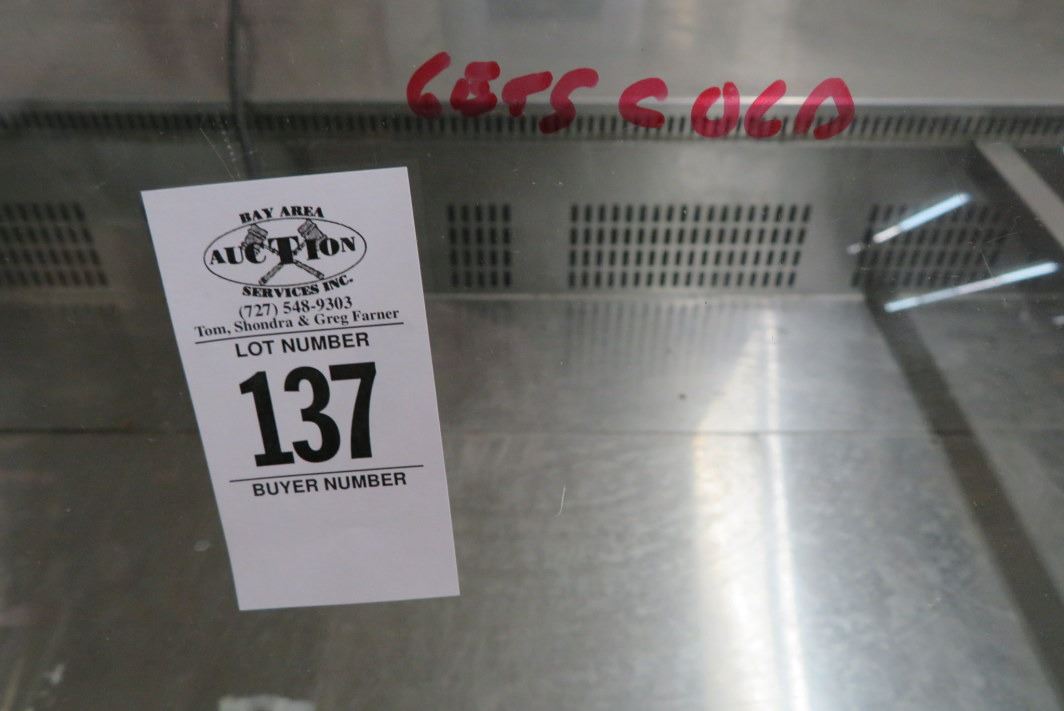 GETS COLD
BAY AREA
AUCTION
SERVICES INC.
(727) 548-9303
Tom, Shondra & Greg Farner
LOT NUMBER
137
BUYER NUMBER